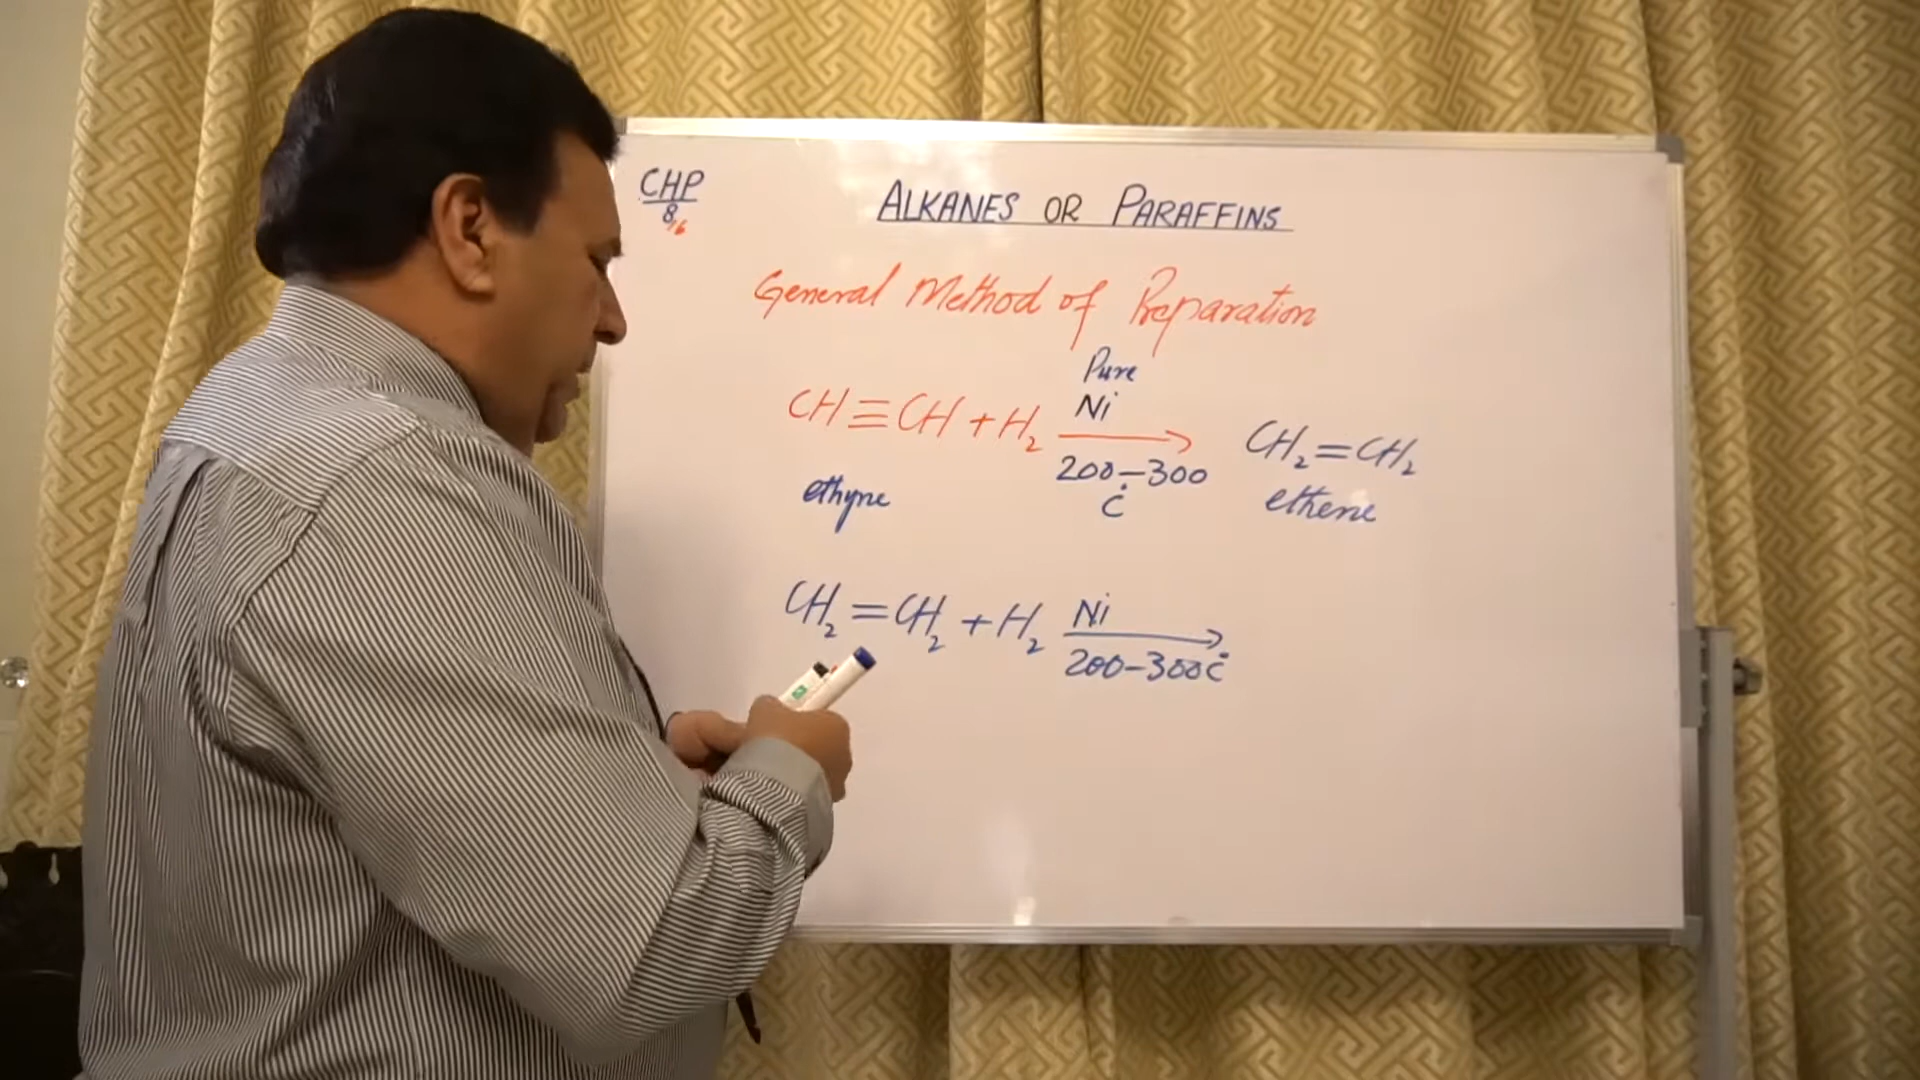 CHP
8/6
ALKANES OR PARAFFINS
General Method of Preparation
Pure
CH≡CH + H₂ Ni CH₂=CH₂
200-300
°C
ethyne ethene
CH₂=CH₂ + H₂ Ni
200-300°C